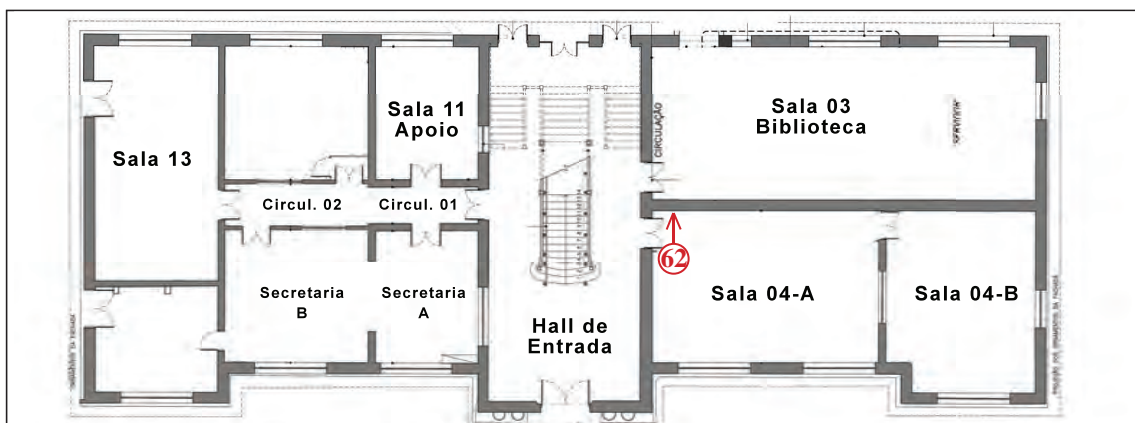 Sala 13
Sala 11
Apoio
Circul. 02
Circul. 01
Secretaria
B
Secretaria
A
Hall de
Entrada
CIRCULAÇÃO
Sala 03
Biblioteca
SERVIDOR
62
Sala 04-A
Sala 04-B